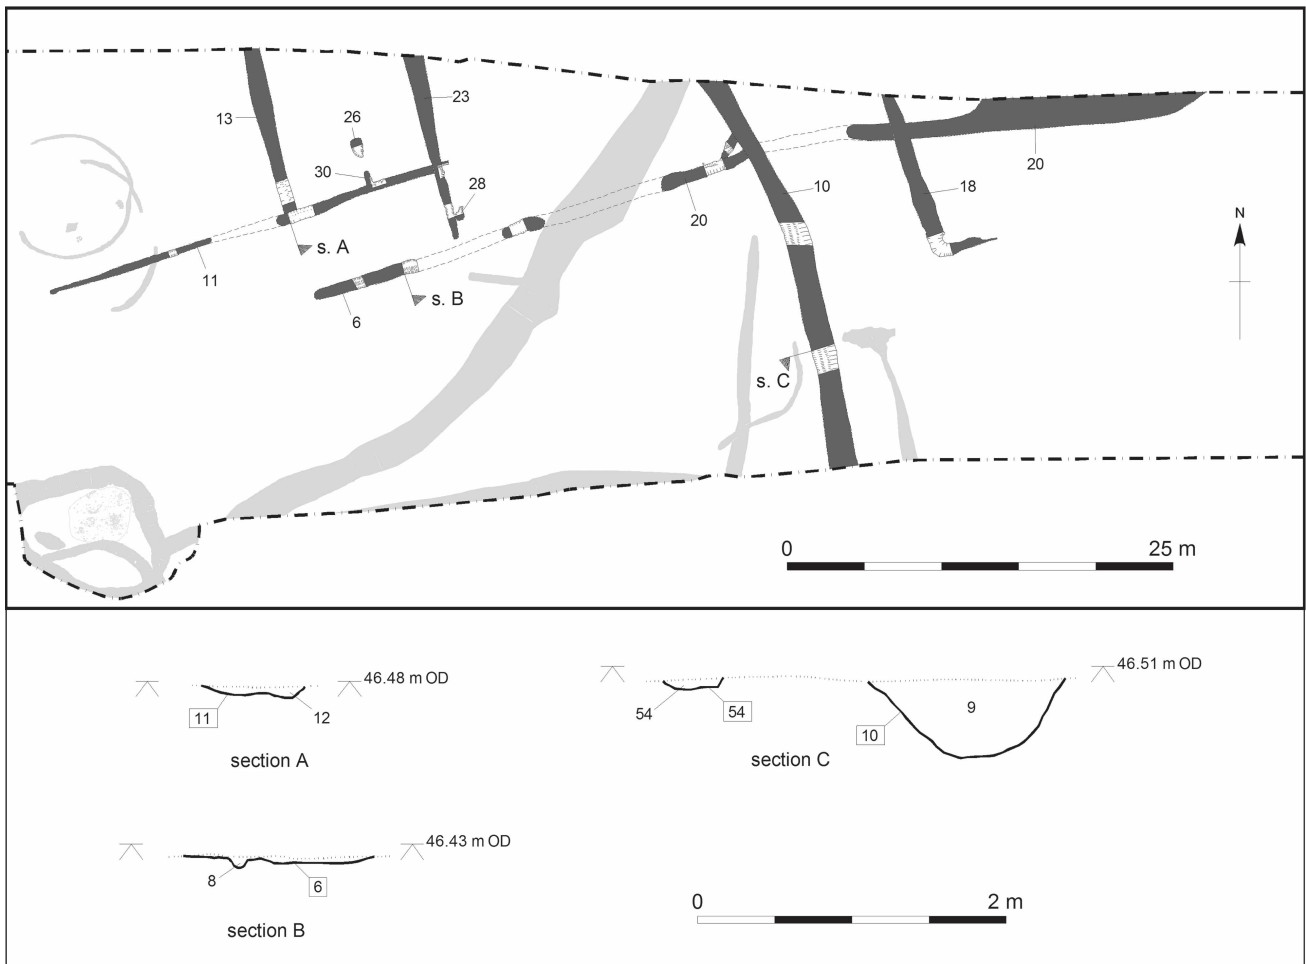 23
13
26
30
28
s. A
11
s. B
6
20
10
18
20
N
s. C
0 25 m
46.48 m OD
11 12
section A
46.51 m OD
54 54 10 9
section C
46.43 m OD
8 6
section B
0 2 m